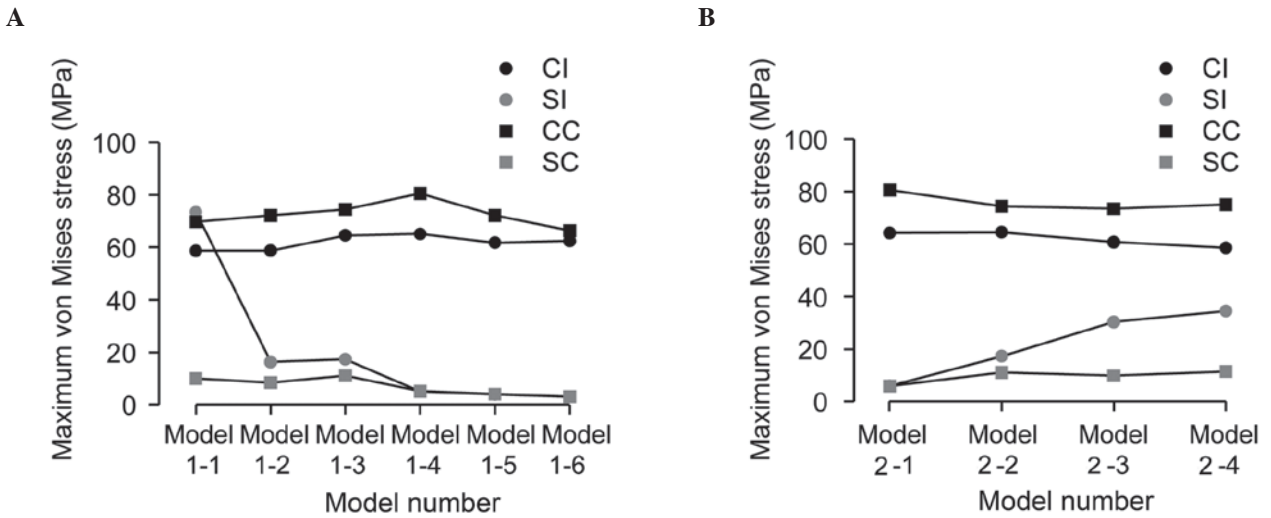 A
B
Maximum von Mises stress (MPa)
CI
SI
CC
SC
100
80
60
40
20
0
Model Model Model Model Model Model
1-1 1-2 1-3 1-4 1-5 1-6
Model number
Maximum von Mises stress (MPa)
CI
SI
CC
SC
100
80
60
40
20
0
Model Model Model Model
2-1 2-2 2-3 2-4
Model number